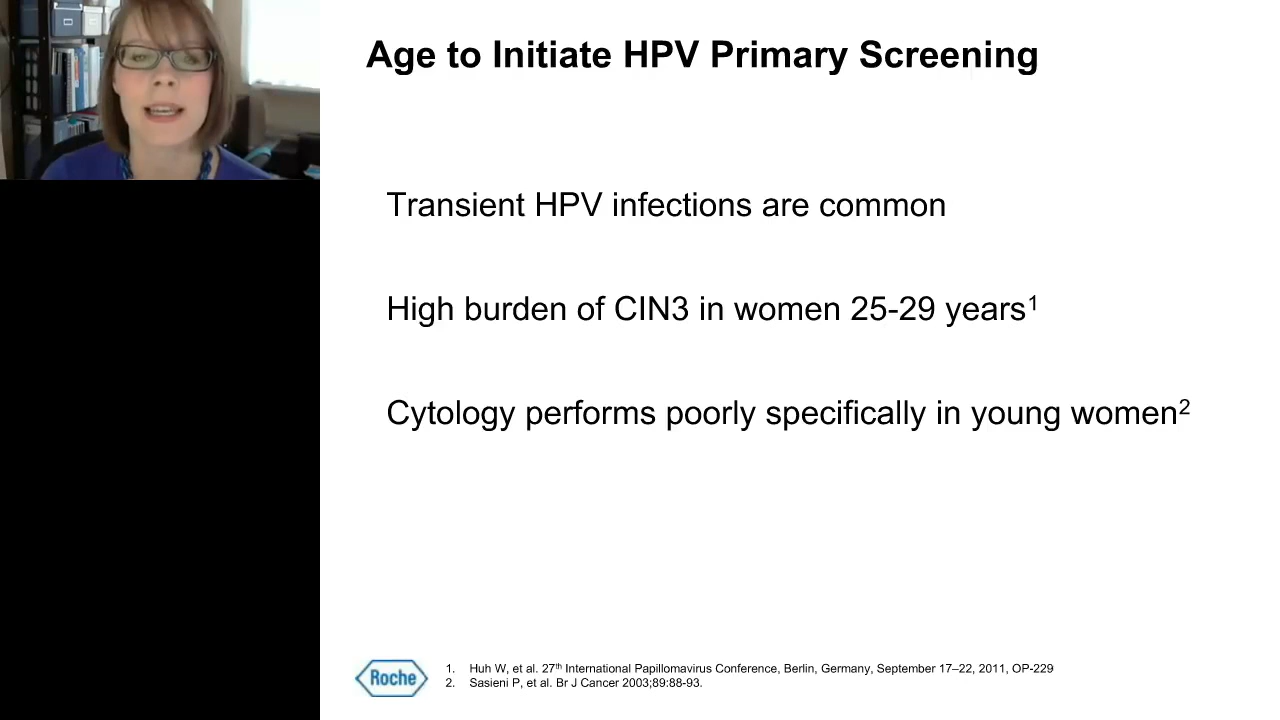 Age to Initiate HPV Primary Screening
Transient HPV infections are common
High burden of CIN3 in women 25-29 years¹
Cytology performs poorly specifically in young women²
Roche
1. Huh W, et al. 27th International Papillomavirus Conference, Berlin, Germany, September 17–22, 2011, OP-229
2. Sasieni P, et al. Br J Cancer 2003;89:88-93.